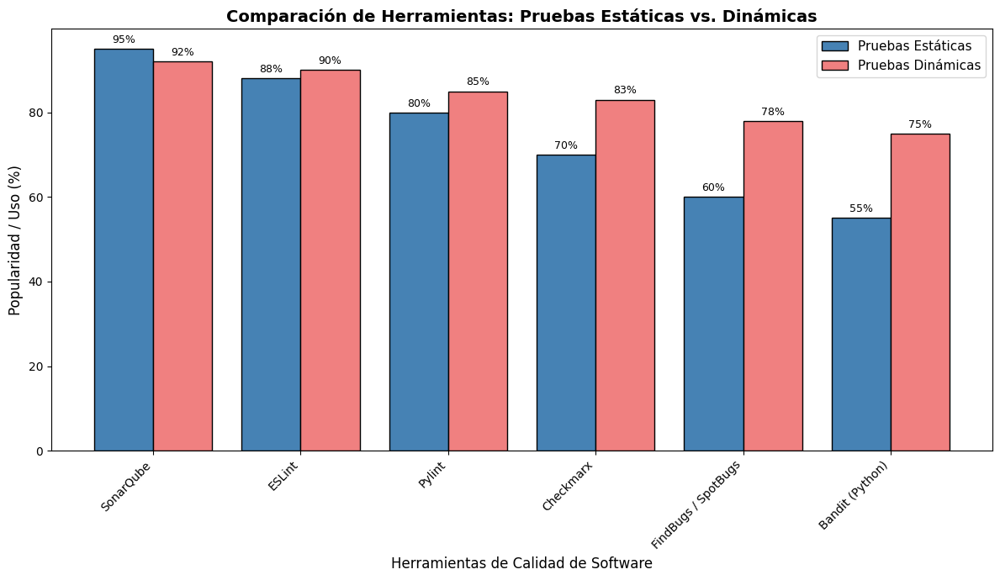 Comparación de Herramientas: Pruebas Estáticas vs. Dinámicas
Pruebas Estáticas
Pruebas Dinámicas
Popularidad / Uso (%)
80
60
40
20
0
95%
92%
88%
90%
80%
85%
70%
83%
60%
78%
55%
75%
SonarQube
ESLint
Pylint
Checkmarx
FindBugs / SpotBugs
Bandit (Python)
Herramientas de Calidad de Software